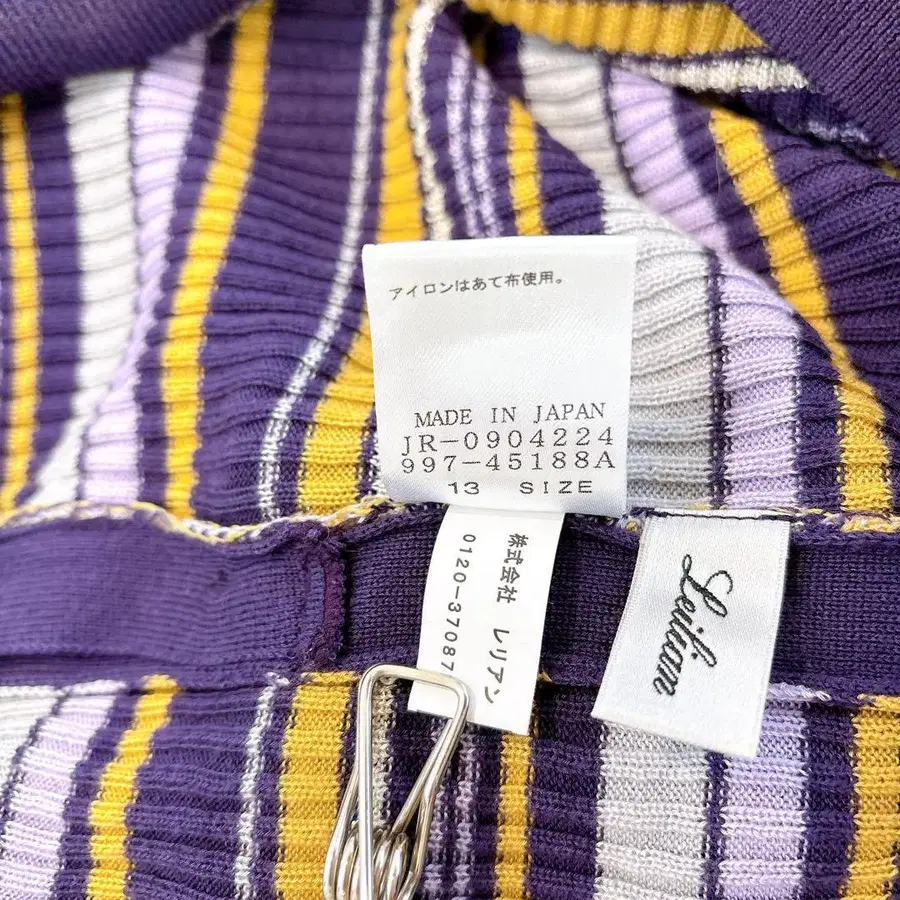 アイロンはあて布使用。
MADE IN JAPAN
JR-0904224
997-45188A
13 SIZE
株式会社 レリアン
0120-37087
Leilian